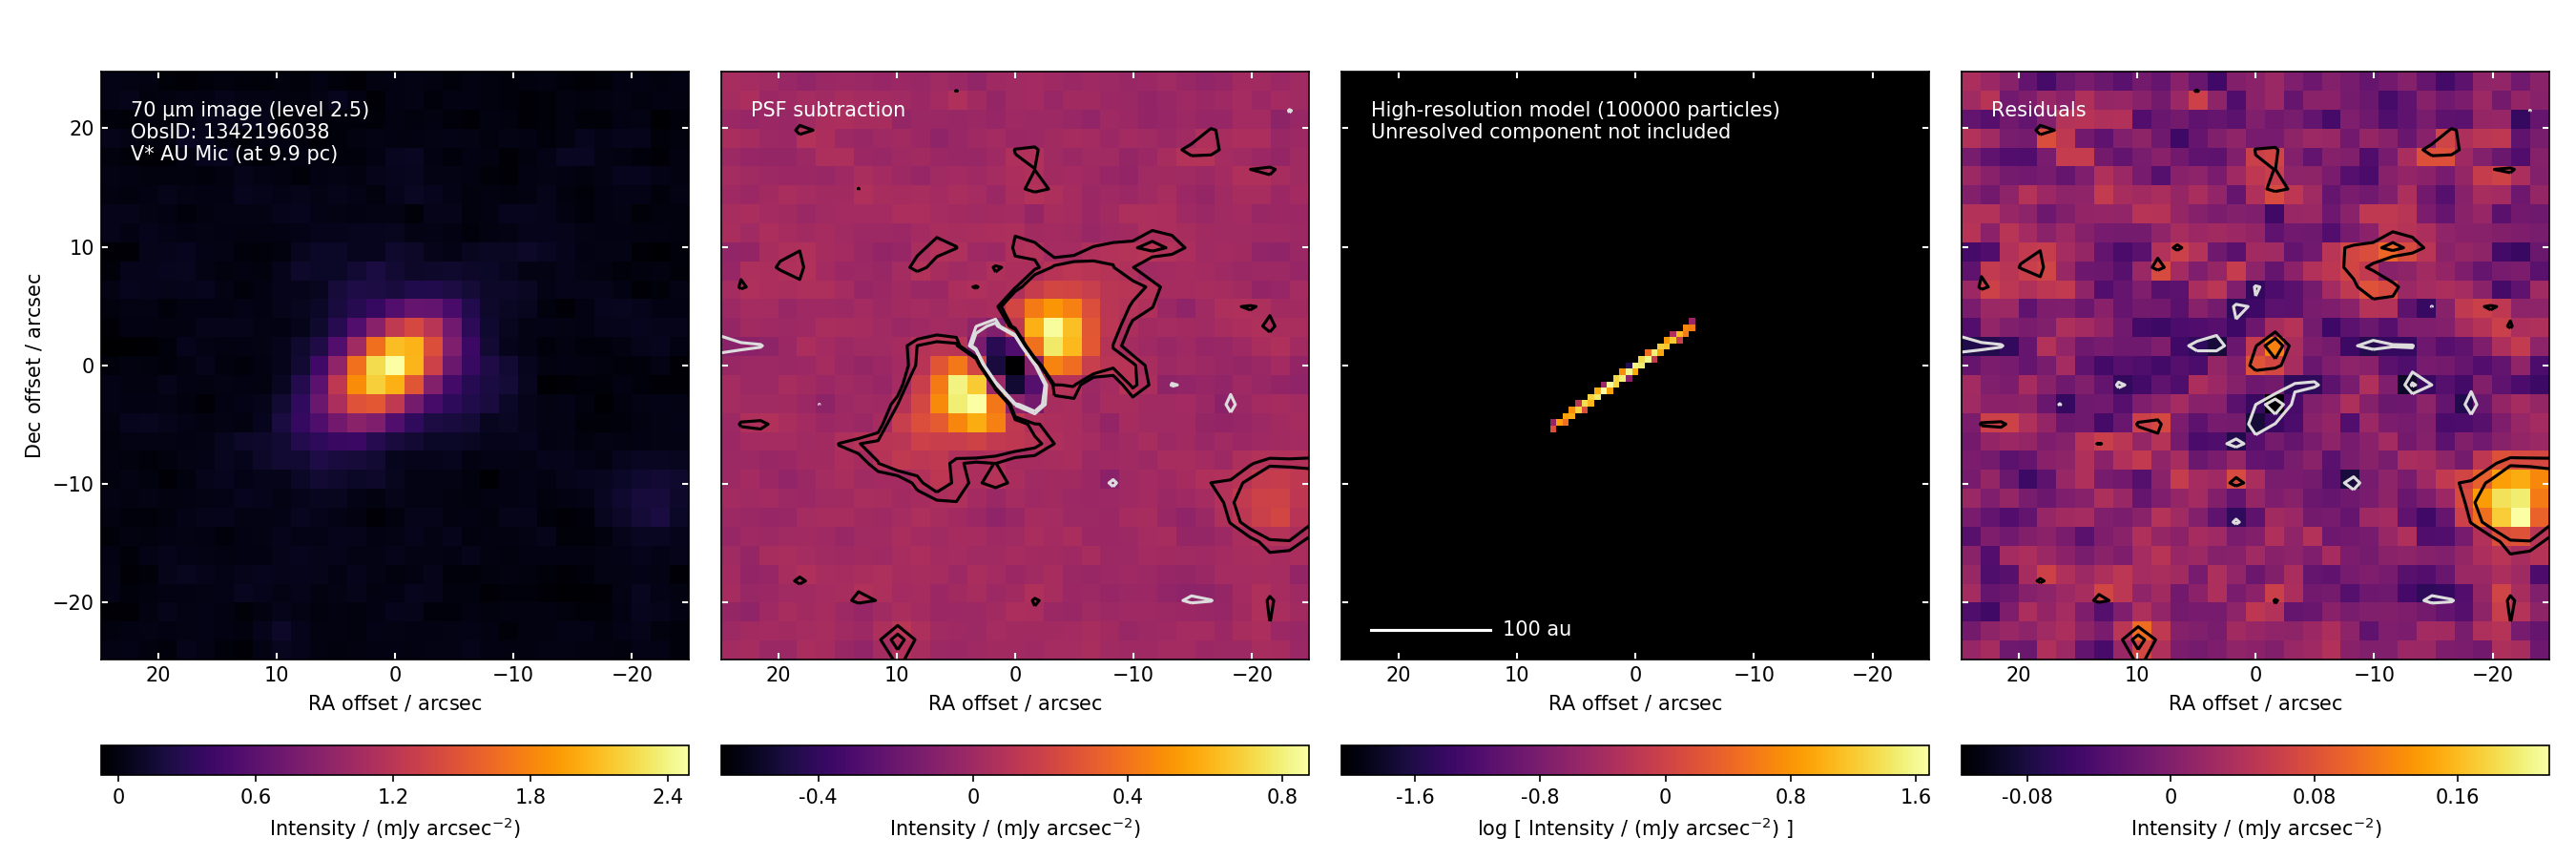 70 μm image (level 2.5)
ObsID: 1342196038
V* AU Mic (at 9.9 pc)
20
10
0
−10
−20
Dec offset / arcsec
20 10 0 −10 −20
RA offset / arcsec
0 0.6 1.2 1.8 2.4
Intensity / (mJy arcsec⁻²)
PSF subtraction
20 10 0 −10 −20
RA offset / arcsec
-0.4 0 0.4 0.8
Intensity / (mJy arcsec⁻²)
High-resolution model (100000 particles)
Unresolved component not included
100 au
20 10 0 −10 −20
RA offset / arcsec
-1.6 -0.8 0 0.8 1.6
log [ Intensity / (mJy arcsec⁻²) ]
Residuals
20 10 0 −10 −20
RA offset / arcsec
-0.08 0 0.08 0.16
Intensity / (mJy arcsec⁻²)